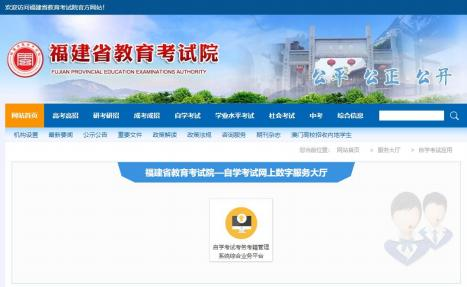 欢迎访问福建省教育考试院官方网站!
福建省教育考试院
FUJIAN PROVINCIAL EDUCATION EXAMINATIONS AUTHORITY
公平 公正 公开
网站首页 高考高招 研考研招 成考成招 自学考试 学业水平考试 社会考试 中考 综合信息
机构设置 最新要闻 公示公告 重要文件 政策解读 政策法规 咨询服务 期刊杂志 澳门高校招收内地学生
您当前位置: 网站首页 > 服务大厅 > 自学考试应用
福建省教育考试院—自学考试网上数字服务大厅
自学考试考务考籍管理
系统综合业务平台